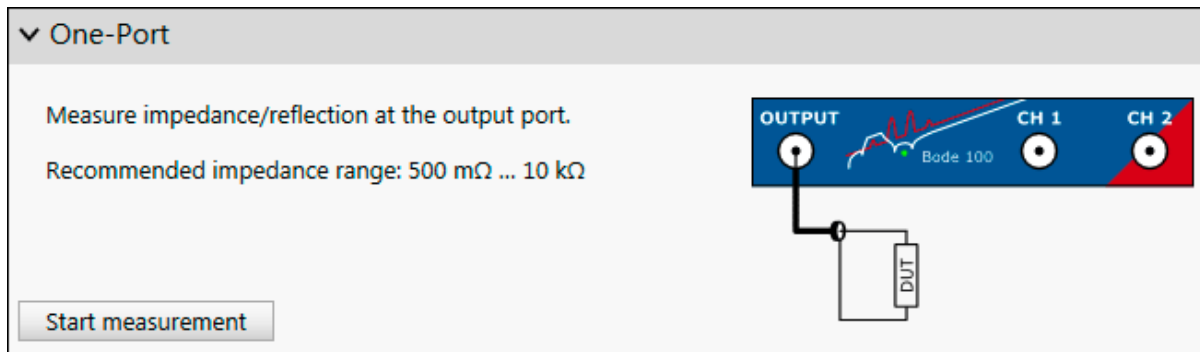 One-Port
Measure impedance/reflection at the output port.
Recommended impedance range: 500 mΩ ... 10 kΩ
OUTPUT
CH 1
CH 2
Bode 100
DUT
Start measurement